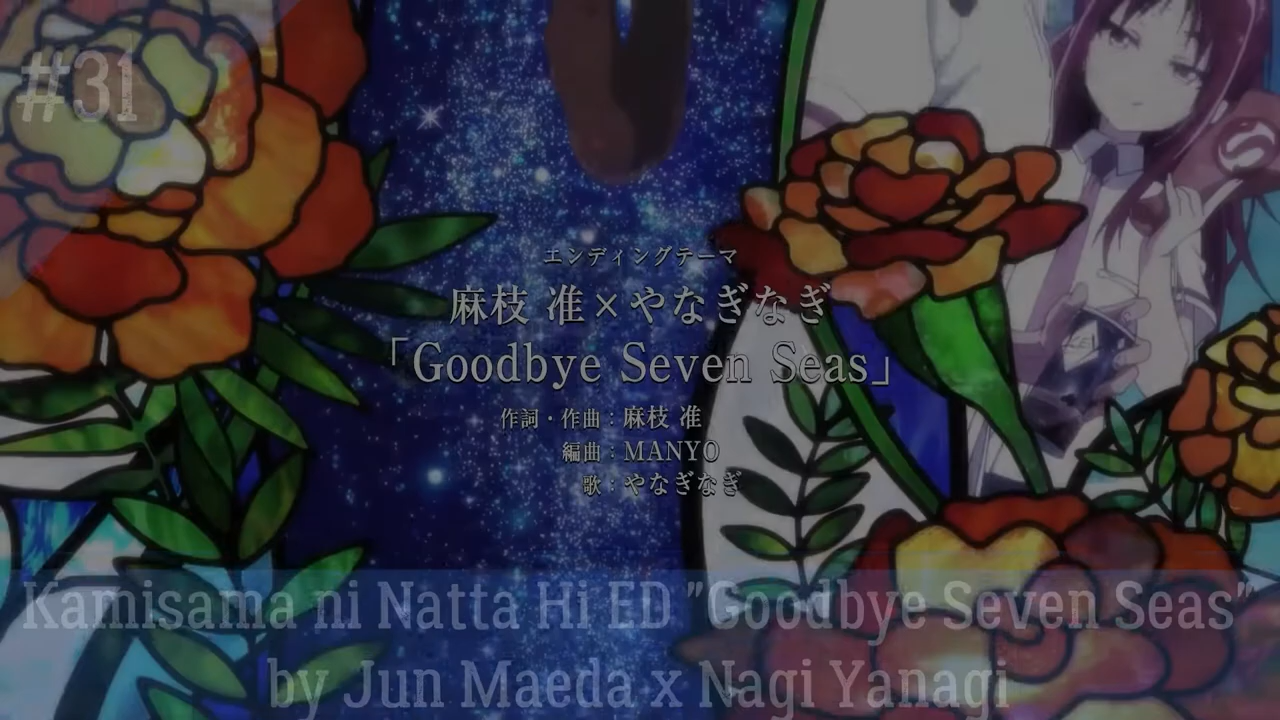 #31
エンディングテーマ
麻枝 准×やなぎなぎ
「Goodbye Seven Seas」
作詞・作曲：麻枝 准
編曲：MANYO
歌：やなぎなぎ
Kamisama ni Natta Hi ED "Goodbye Seven Seas"
by Jun Maeda x Nagi Yanagi